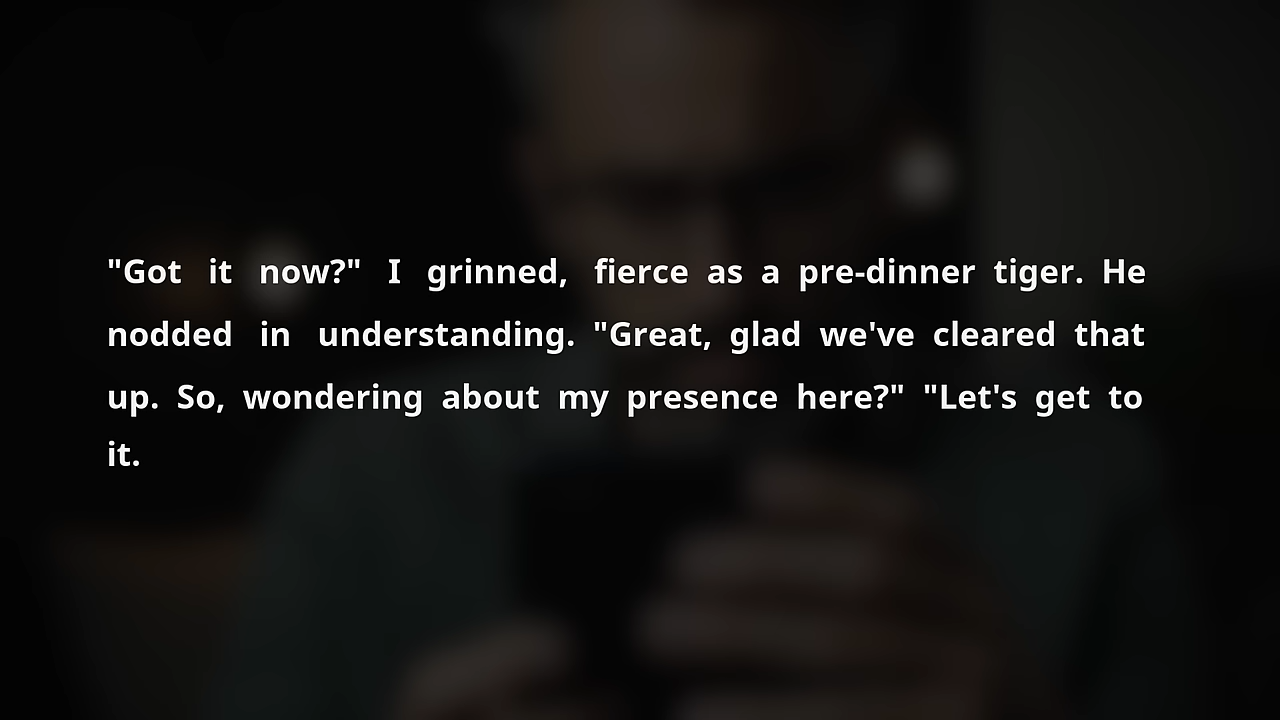 "Got it now?" I grinned, fierce as a pre-dinner tiger. He
nodded in understanding. "Great, glad we've cleared that
up. So, wondering about my presence here?" "Let's get to
it.